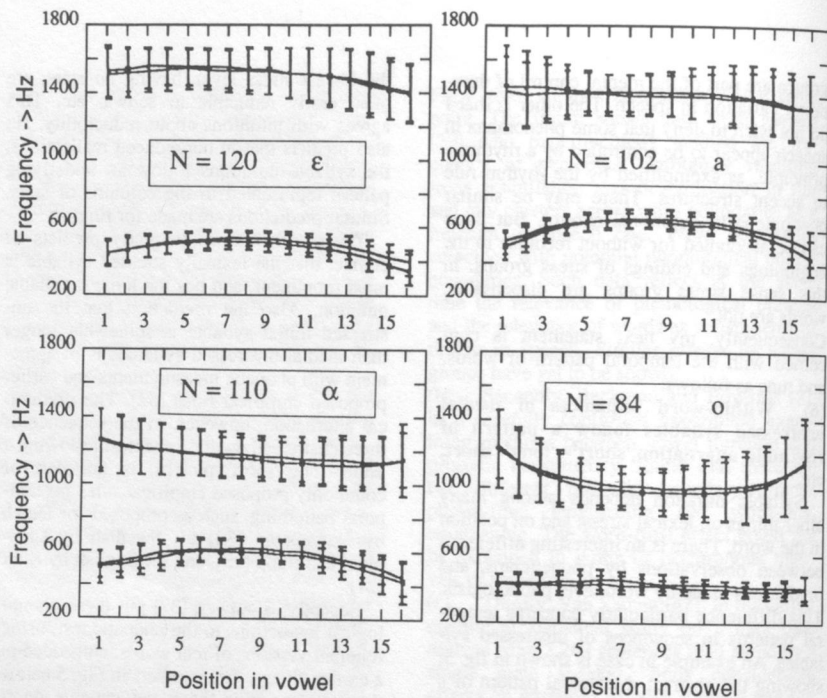 Frequency -> Hz
1800
1400
1000
600
200
N = 120 ε
1 3 5 7 9 11 13 15
1800
1400
1000
600
200
N = 102 a
1 3 5 7 9 11 13 15
Frequency -> Hz
1800
1400
1000
600
200
N = 110 α
1 3 5 7 9 11 13 15
Position in vowel
1800
1400
1000
600
200
N = 84 o
1 3 5 7 9 11 13 15
Position in vowel